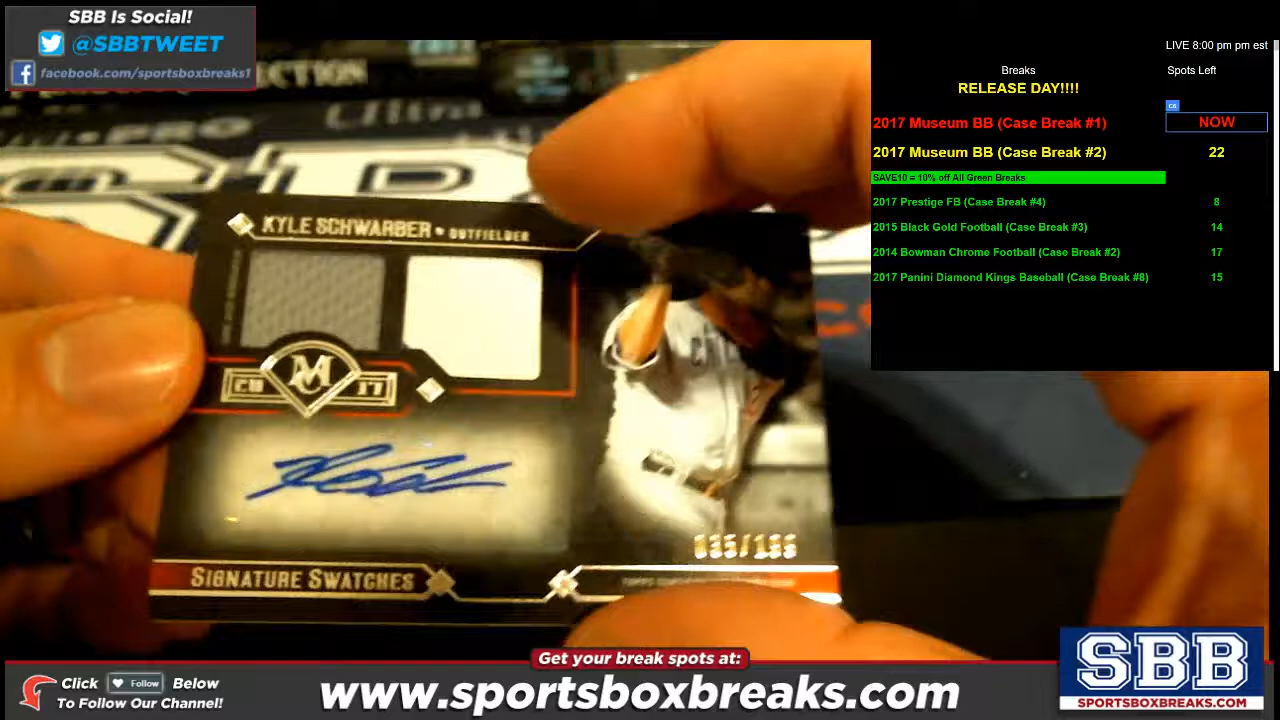 SBB Is Social!
@SBBTWEET
facebook.com/sportsboxbreaks1
LIVE 8:00 pm pm est
Breaks
Spots Left
RELEASE DAY!!!!
2017 Museum BB (Case Break #1)
NOW
2017 Museum BB (Case Break #2)
22
SAVE10 = 10% off All Green Breaks
2017 Prestige FB (Case Break #4)
8
2015 Black Gold Football (Case Break #3)
14
2014 Bowman Chrome Football (Case Break #2)
17
2017 Panini Diamond Kings Baseball (Case Break #8)
15
Ultra
PRO
KYLE SCHWARBER • OUTFIELDER
20 17
SIGNATURE SWATCHES
Get your break spots at:
Click Follow Below
To Follow Our Channel!
www.sportsboxbreaks.com
SBB
SPORTSBOXBREAKS.COM